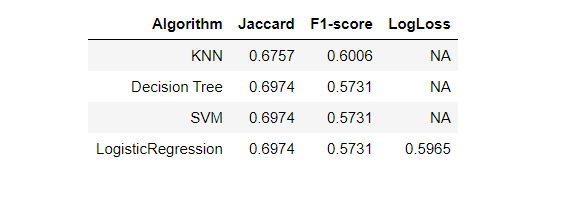 Algorithm Jaccard F1-score LogLoss
KNN 0.6757 0.6006 NA
Decision Tree 0.6974 0.5731 NA
SVM 0.6974 0.5731 NA
LogisticRegression 0.6974 0.5731 0.5965